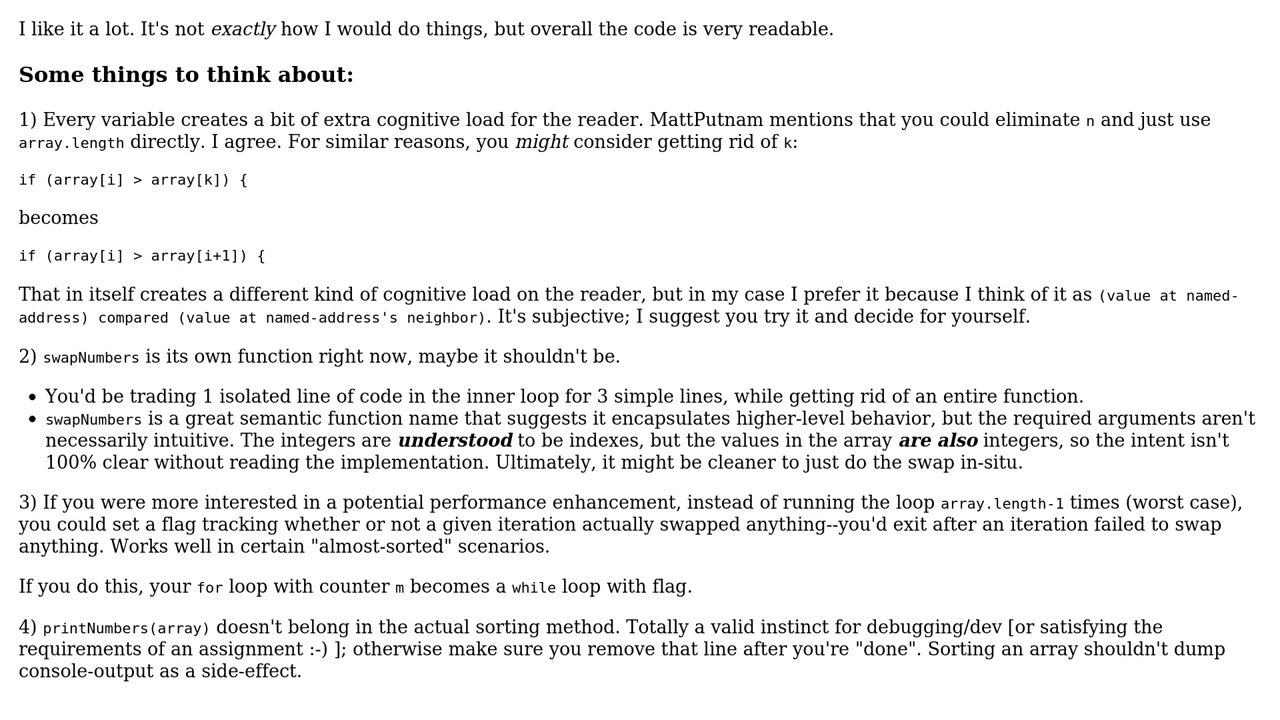 I like it a lot. It's not exactly how I would do things, but overall the code is very readable.
Some things to think about:
1) Every variable creates a bit of extra cognitive load for the reader. MattPutnam mentions that you could eliminate n and just use
array.length directly. I agree. For similar reasons, you might consider getting rid of k:
if (array[i] > array[k]) {
becomes
if (array[i] > array[i+1]) {
That in itself creates a different kind of cognitive load on the reader, but in my case I prefer it because I think of it as (value at named-
address) compared (value at named-address's neighbor). It's subjective; I suggest you try it and decide for yourself.
2) swapNumbers is its own function right now, maybe it shouldn't be.
• You'd be trading 1 isolated line of code in the inner loop for 3 simple lines, while getting rid of an entire function.
• swapNumbers is a great semantic function name that suggests it encapsulates higher-level behavior, but the required arguments aren't
necessarily intuitive. The integers are understood to be indexes, but the values in the array are also integers, so the intent isn't
100% clear without reading the implementation. Ultimately, it might be cleaner to just do the swap in-situ.
3) If you were more interested in a potential performance enhancement, instead of running the loop array.length-1 times (worst case),
you could set a flag tracking whether or not a given iteration actually swapped anything--you'd exit after an iteration failed to swap
anything. Works well in certain "almost-sorted" scenarios.
If you do this, your for loop with counter m becomes a while loop with flag.
4) printNumbers(array) doesn't belong in the actual sorting method. Totally a valid instinct for debugging/dev [or satisfying the
requirements of an assignment :-) ]; otherwise make sure you remove that line after you're "done". Sorting an array shouldn't dump
console-output as a side-effect.